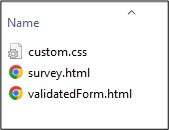 Name
custom.css
survey.html
validatedForm.html